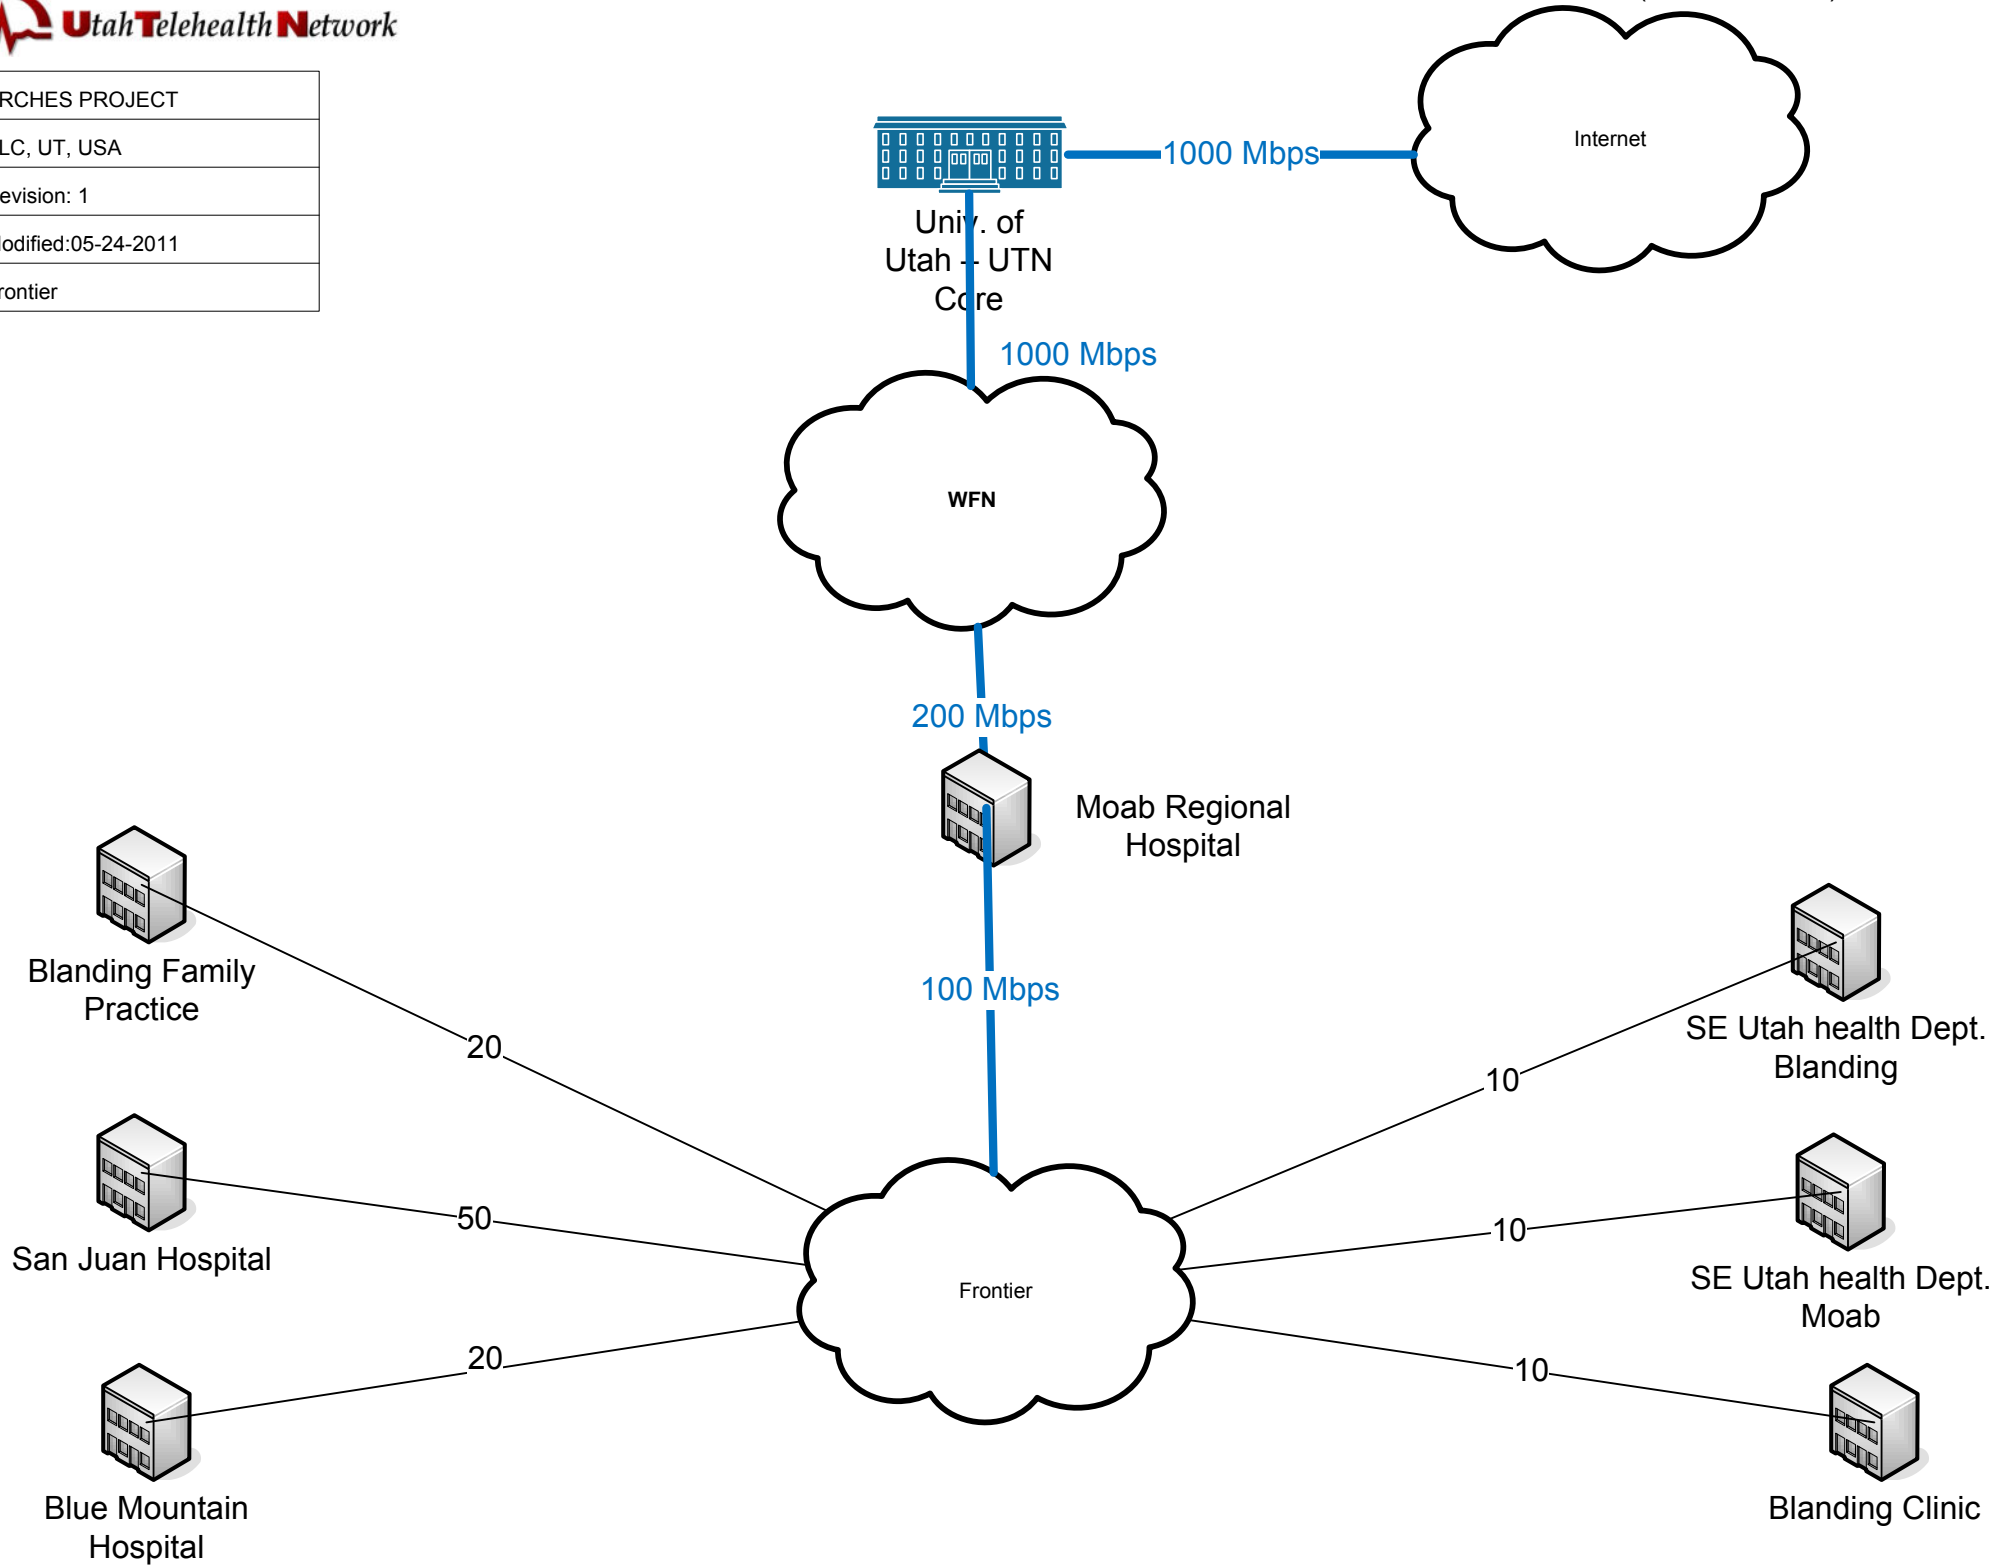 Utah Telehealth Network
RCHES PROJECT
LC, UT, USA
evision: 1
odified:05-24-2011
rontier
Internet
1000 Mbps
Univ. of
Utah – UTN
Core
1000 Mbps
WFN
200 Mbps
Moab Regional
Hospital
100 Mbps
Blanding Family
Practice
20
San Juan Hospital
50
Blue Mountain
Hospital
20
Frontier
SE Utah health Dept.
Blanding
10
SE Utah health Dept.
Moab
10
Blanding Clinic
10